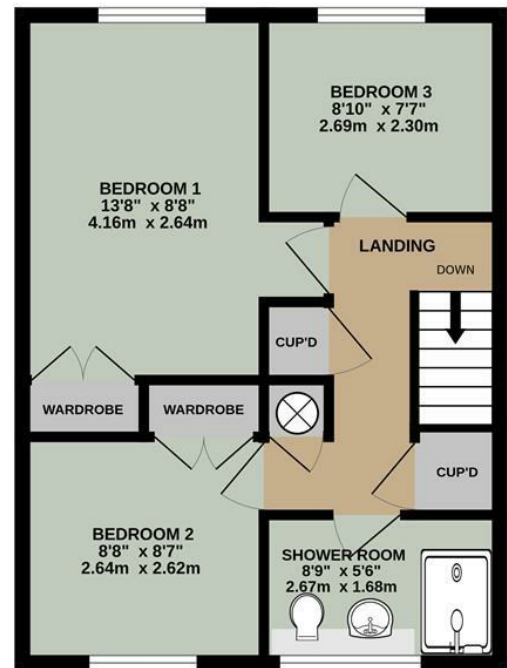 BEDROOM 1
13'8" x 8'8"
4.16m x 2.64m
BEDROOM 3
8'10" x 7'7"
2.69m x 2.30m
LANDING
DOWN
CUP'D
WARDROBE
WARDROBE
CUP'D
BEDROOM 2
8'8" x 8'7"
2.64m x 2.62m
SHOWER ROOM
8'9" x 5'6"
2.67m x 1.68m